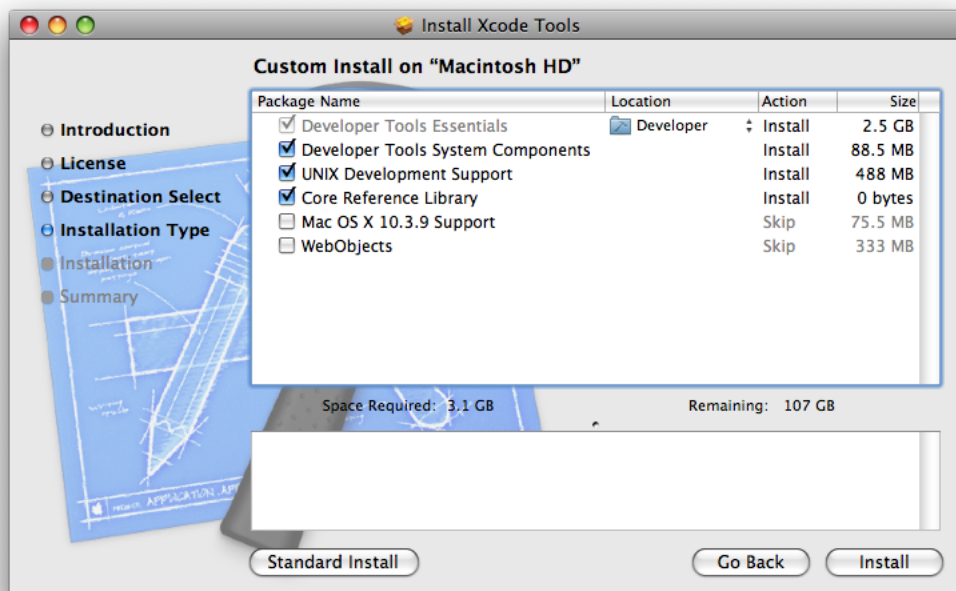 Install Xcode Tools
Custom Install on “Macintosh HD”
Introduction
License
Destination Select
Installation Type
Installation
Summary
Package Name Location Action Size
Developer Tools Essentials Developer Install 2.5 GB
Developer Tools System Components Install 88.5 MB
UNIX Development Support Install 488 MB
Core Reference Library Install 0 bytes
Mac OS X 10.3.9 Support Skip 75.5 MB
WebObjects Skip 333 MB
Space Required: 3.1 GB Remaining: 107 GB
PROJECT: APPLICATION .APP
Standard Install Go Back Install